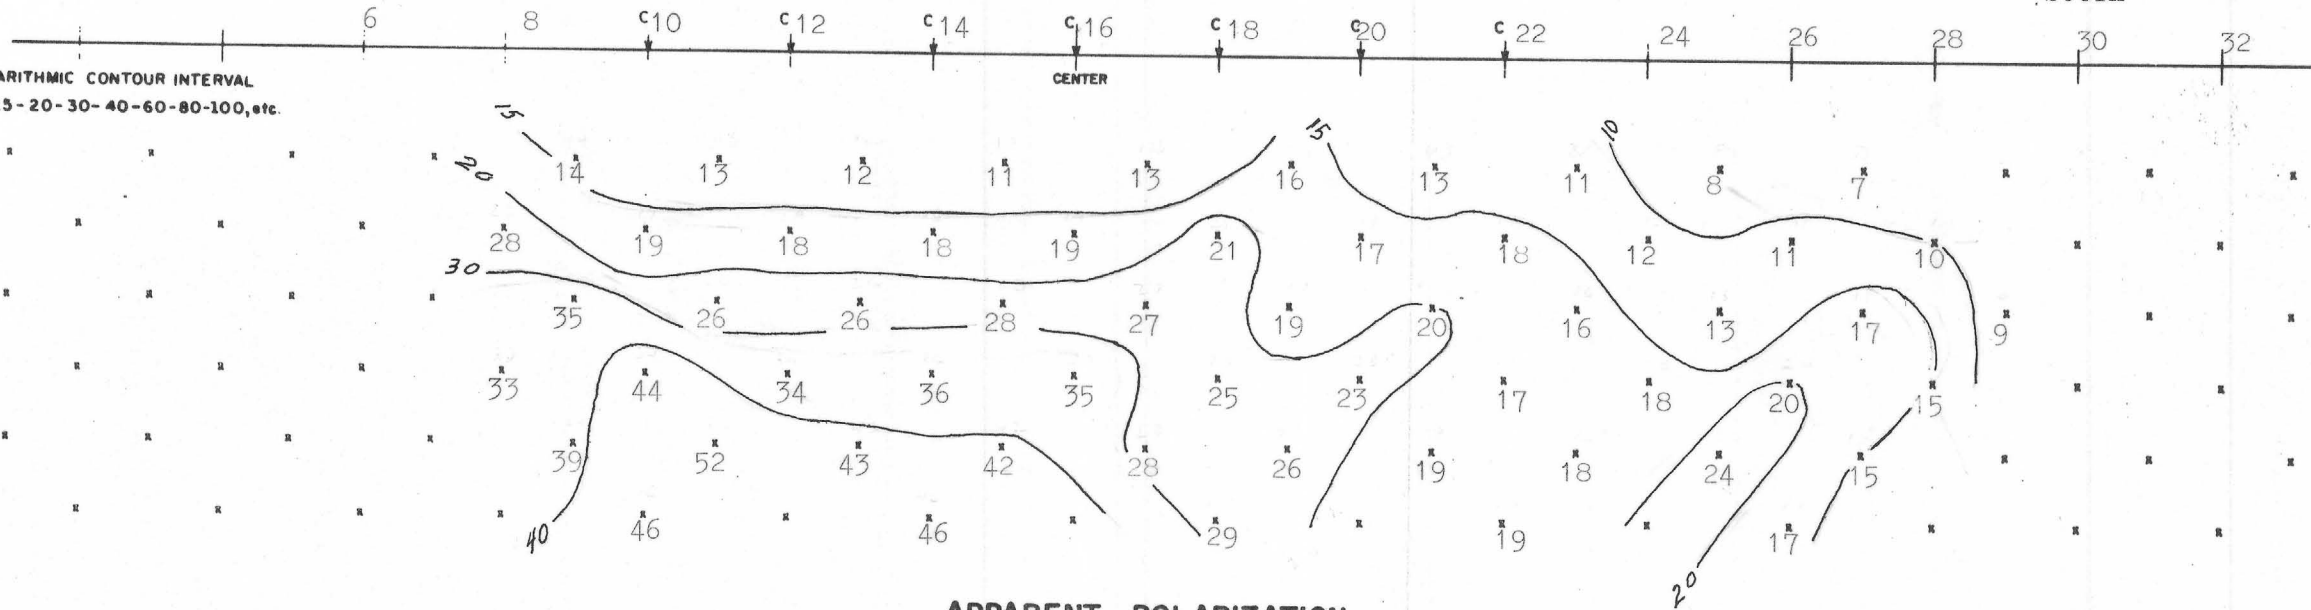 6 8 C10 C12 C14 C16 C18 C20 C22 24 26 28 30 32
ARITHMIC CONTOUR INTERVAL
CENTER
5-20-30-40-60-80-100, etc.
15 15 10
14 13 12 11 13 16 13 11 8 7
20
28 19 18 18 19 21 17 18 12 11 10
30
35 26 26 28 27 19 20 16 13 17 9
33 44 34 36 35 25 23 17 18 20 15
39 52 43 42 28 26 19 18 24 15
40 46 46 29 19 17
20
APPARENT POLARIZATION